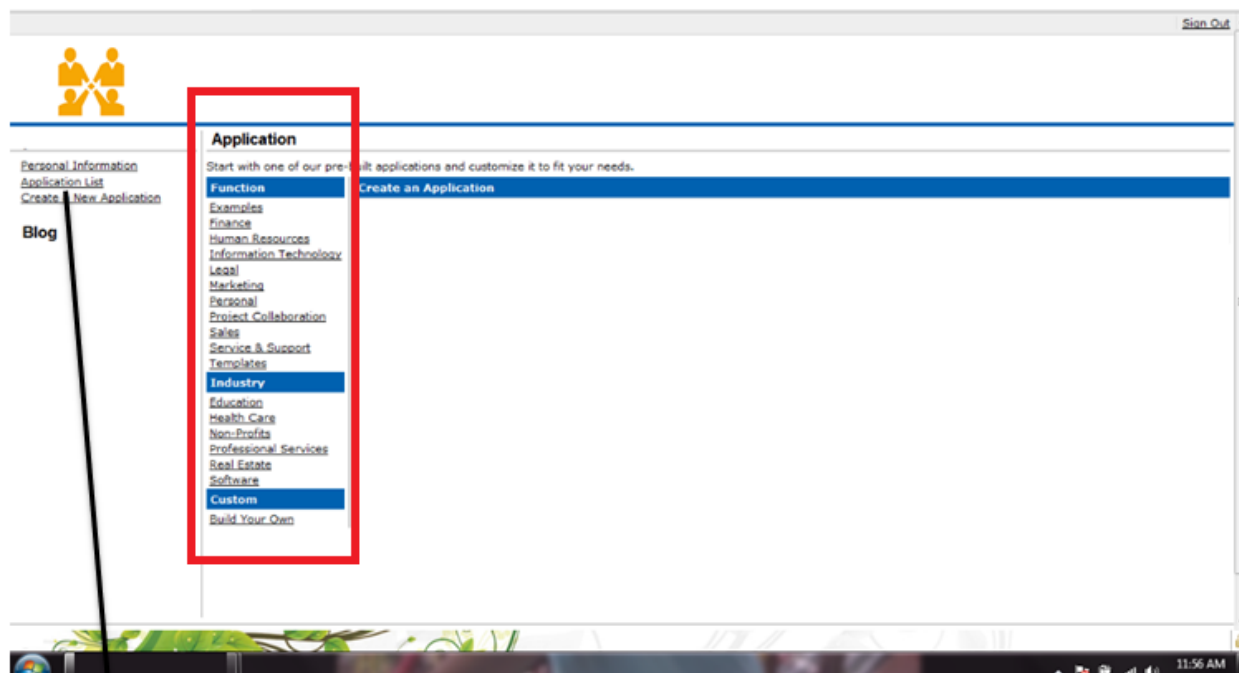 Sign Out
Application
Personal Information
Application List
Create a New Application
Blog
Start with one of our pre-built applications and customize it to fit your needs.
Function
Create an Application
Examples
Finance
Human Resources
Information Technology
Legal
Marketing
Personal
Project Collaboration
Sales
Service & Support
Templates
Industry
Education
Health Care
Non-Profits
Professional Services
Real Estate
Software
Custom
Build Your Own
11:56 AM